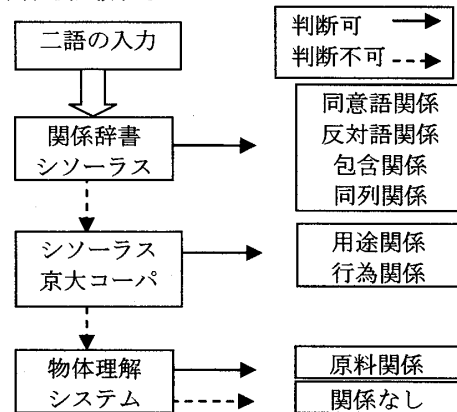 二語の入力
判断可
判断不可
関係辞書
シソーラス
同意語関係
反対語関係
包含関係
同列関係
シソーラス
京大コーパ
用途関係
行為関係
物体理解
システム
原料関係
関係なし